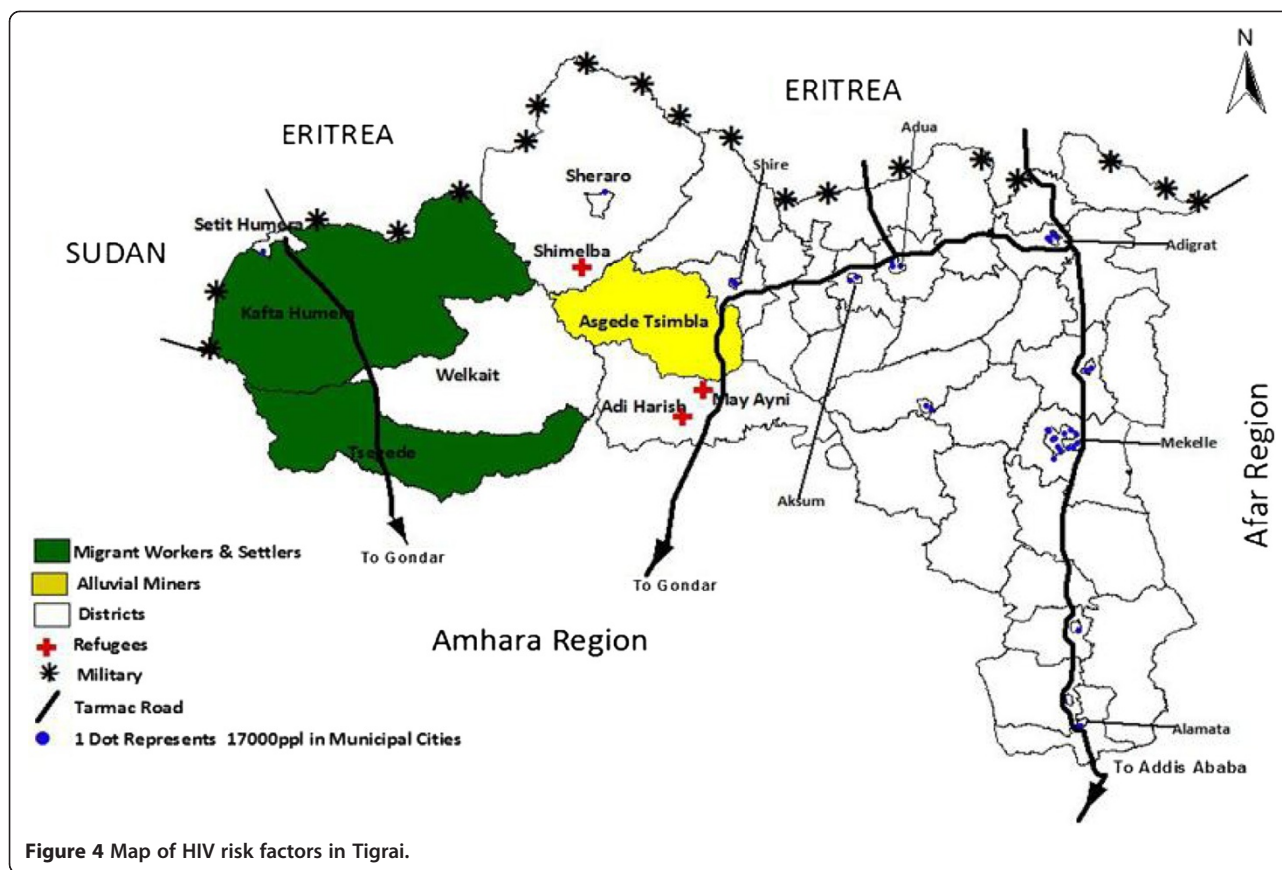 N
ERITREA
Adua
ERITREA
Shire
Sheraro
Setit Humera
SUDAN
Shimelba
Adigrat
Kafta Humera
Asgede Tsimbla
Welkait
Adi Harish
May Ayni
Mekelle
Tsegede
Aksum
Afar Region
Migrant Workers & Settlers
To Gondar
Alluvial Miners
To Gondar
Districts
Amhara Region
Refugees
Military
Tarmac Road
Alamata
1 Dot Represents 17000ppl in Municipal Cities
To Addis Ababa
Figure 4 Map of HIV risk factors in Tigrai.